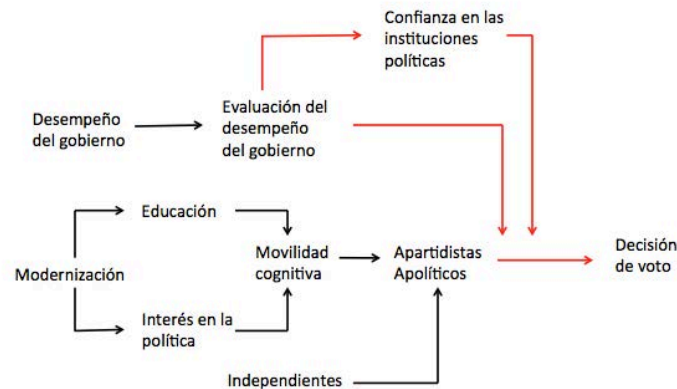 Confianza en las
instituciones
políticas
Desempeño
del gobierno
Evaluación del
desempeño
del gobierno
Educación
Modernización
Movilidad
cognitiva
Apartidistas
Apolíticos
Decisión
de voto
Interés en la
política
Independientes